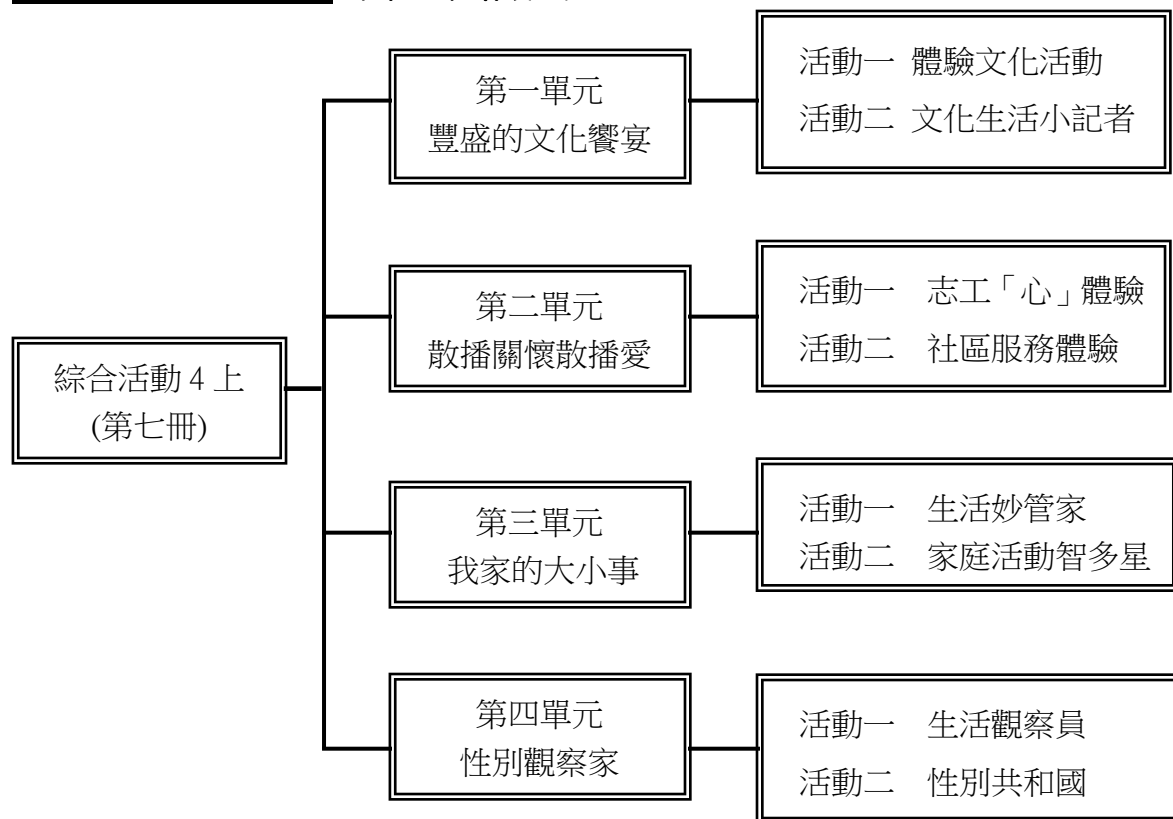 綜合活動 4 上
(第七冊)
第一單元
豐盛的文化饗宴
活動一 體驗文化活動
活動二 文化生活小記者
第二單元
散播關懷散播愛
活動一 志工「心」體驗
活動二 社區服務體驗
第三單元
我家的大小事
活動一 生活妙管家
活動二 家庭活動智多星
第四單元
性別觀察家
活動一 生活觀察員
活動二 性別共和國